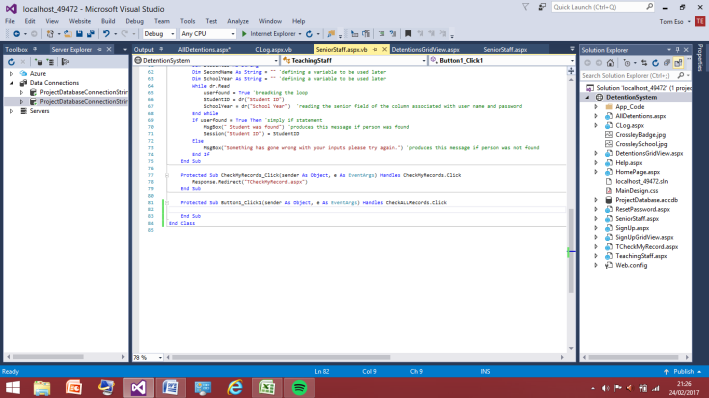 localhost_49472 - Microsoft Visual Studio
Quick Launch (Ctrl+Q)
File Edit View Website Build Debug Team Tools Test Analyze Window Help
Tom Eso TE
Debug Any CPU Internet Explorer
Toolbox Server Explorer
Output AllDetentions.aspx* CLog.aspx.vb SeniorStaff.aspx.vb DetentionsGridView.aspx SeniorStaff.aspx
Solution Explorer
Properties
DetentionSystem TeachingStaff Button1_Click1
Azure
Data Connections
ProjectDatabaseConnectionStrin
ProjectDatabaseConnectionStrin
Servers
62 Dim SecondName As String = "" 'defining a variable to be used later
63 Dim SchoolYear As String = "" 'defining a variable to be used later
64 While dr.Read
65 userfound = True 'breading the loop
66 StudentID = dr("Student ID")
67 SchoolYear = dr("School Year") 'reding the senior field of the column associated with user name and password
68 End While
69 If userfound = True Then 'simply if statement
70 MsgBox(" Student was found") 'produces this message if person was found
71 Session("Student ID") = StudentID
72 Else
73 MsgBox("Something has gone wrong with your inputs please try again.") 'produces this message if person was not found
74 End If
75 End Sub
76
77 Protected Sub CheckMyRecords_Click(sender As Object, e As EventArgs) Handles CheckMyRecords.Click
78 Response.Redirect("TCheckMyRecord.aspx")
79 End Sub
80
81 Protected Sub Button1_Click1(sender As Object, e As EventArgs) Handles CheckALLRecords.Click
82
83 End Sub
84 End Class
85
78 %
Search Solution Explorer (Ctrl+;)
Solution 'localhost_49472' (1 projec
DetentionSystem
App_Code
AllDetentions.aspx
CLog.aspx
CrossleyBadge.jpg
CrossleySchool.jpg
DetentionsGridView.aspx
Help.aspx
HomePage.aspx
localhost_49472.sln
MainDesign.css
ProjectDatabase.accdb
ResetPassword.aspx
SeniorStaff.aspx
SignUp.aspx
SignUpGridView.aspx
TCheckMyRecord.aspx
TeachingStaff.aspx
Web.config
Ready Ln 82 Col 9 Ch 9 INS Publish
21:26
24/02/2017